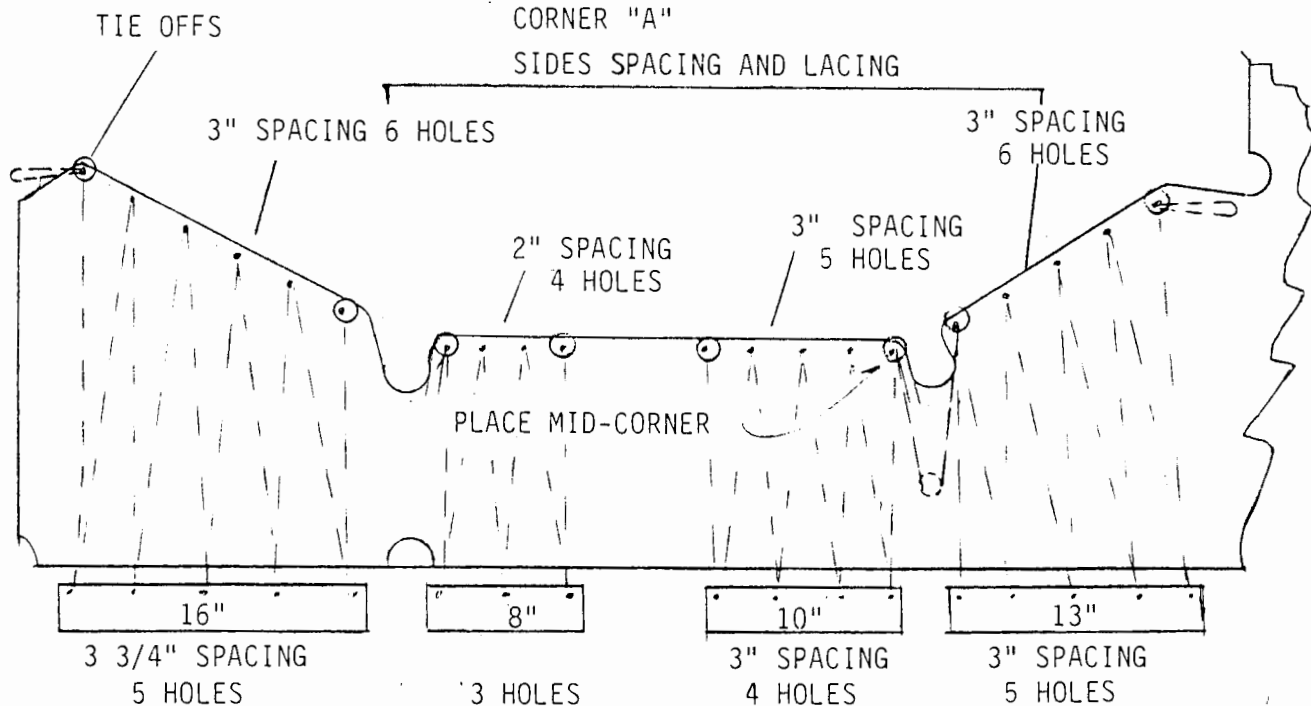 TIE OFFS
CORNER "A"
SIDES SPACING AND LACING
3" SPACING 6 HOLES
3" SPACING
6 HOLES
2" SPACING
4 HOLES
3" SPACING
5 HOLES
PLACE MID-CORNER
16"
8"
10"
13"
3 3/4" SPACING
5 HOLES
3 HOLES
3" SPACING
4 HOLES
3" SPACING
5 HOLES